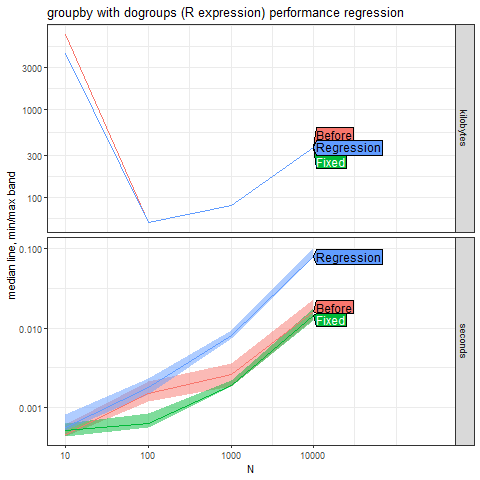 groupby with dogroups (R expression) performance regression
median line, min/max band
3000
1000
300
100
Before
Regression
Fixed
kilobytes
0.100
0.010
0.001
Regression
Before
Fixed
seconds
10
100
1000
10000
N